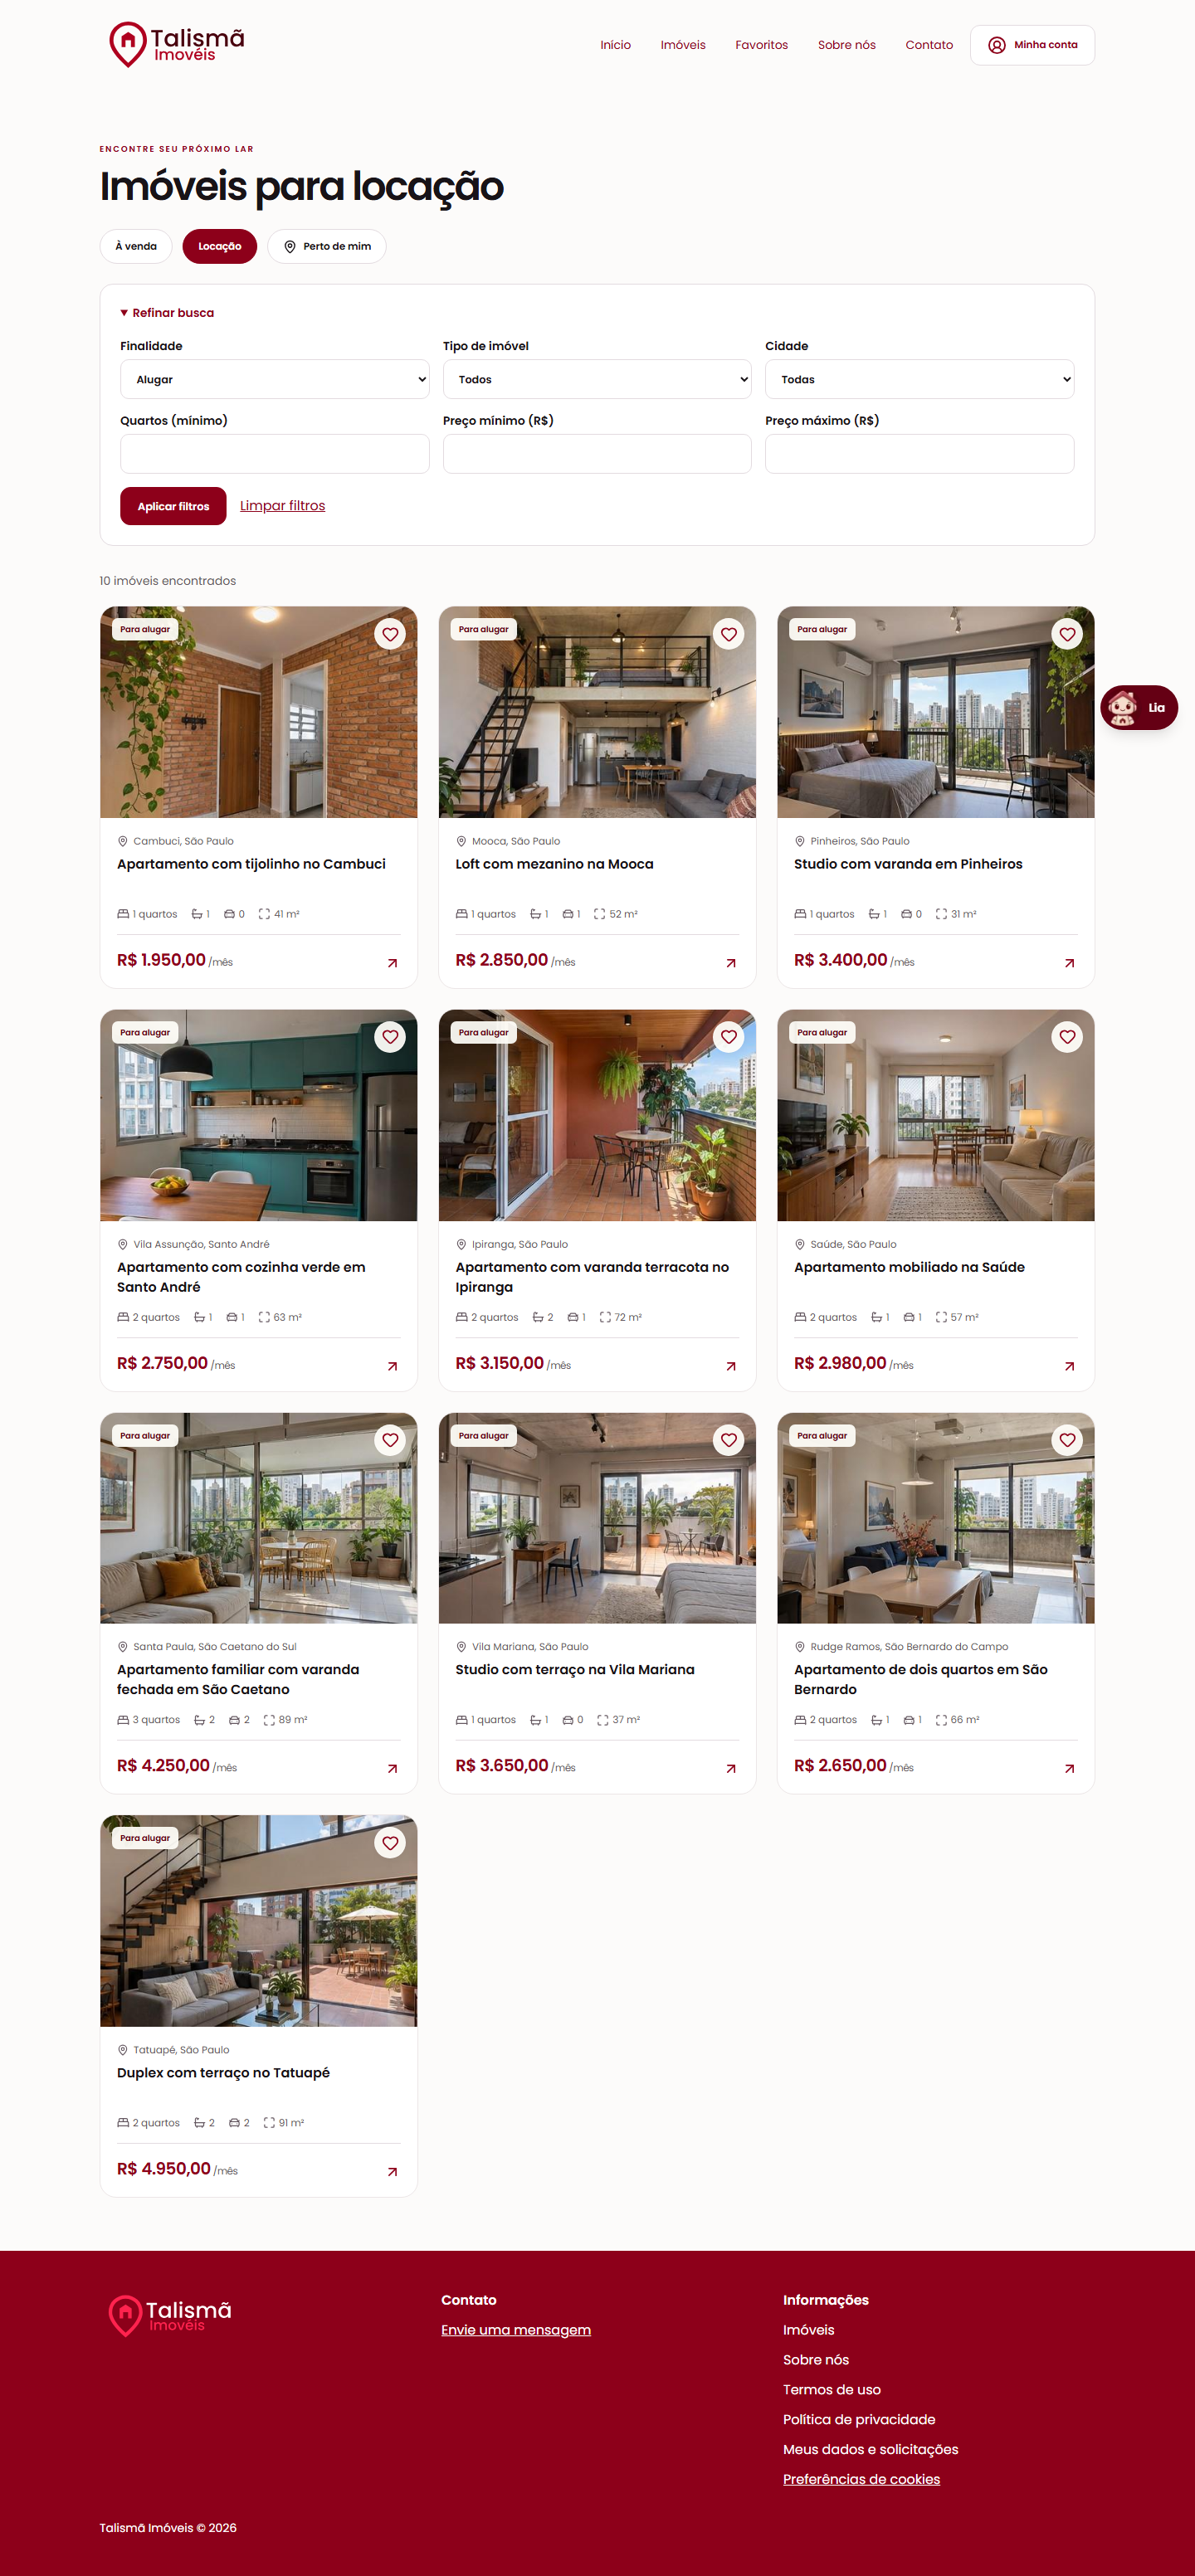 Talismã
Imóveis
Início
Imóveis
Favoritos
Sobre nós
Contato
Minha conta
ENCONTRE SEU PRÓXIMO LAR
Imóveis para locação
À venda
Locação
Perto de mim
▼ Refinar busca
Finalidade
Tipo de imóvel
Cidade
Alugar
Todos
Todas
Quartos (mínimo)
Preço mínimo (R$)
Preço máximo (R$)
Aplicar filtros
Limpar filtros
10 imóveis encontrados
Para alugar
Cambuci, São Paulo
Apartamento com tijolinho no Cambuci
1 quartos 1 0 41 m²
R$ 1.950,00 /mês
Para alugar
Mooca, São Paulo
Loft com mezanino na Mooca
1 quartos 1 1 52 m²
R$ 2.850,00 /mês
Para alugar
Pinheiros, São Paulo
Studio com varanda em Pinheiros
1 quartos 1 0 31 m²
R$ 3.400,00 /mês
Lia
Para alugar
Vila Assunção, Santo André
Apartamento com cozinha verde em
Santo André
2 quartos 1 1 63 m²
R$ 2.750,00 /mês
Para alugar
Ipiranga, São Paulo
Apartamento com varanda terracota no
Ipiranga
2 quartos 2 1 72 m²
R$ 3.150,00 /mês
Para alugar
Saúde, São Paulo
Apartamento mobiliado na Saúde
2 quartos 1 1 57 m²
R$ 2.980,00 /mês
Para alugar
Santa Paula, São Caetano do Sul
Apartamento familiar com varanda
fechada em São Caetano
3 quartos 2 2 89 m²
R$ 4.250,00 /mês
Para alugar
Vila Mariana, São Paulo
Studio com terraço na Vila Mariana
1 quartos 1 0 37 m²
R$ 3.650,00 /mês
Para alugar
Rudge Ramos, São Bernardo do Campo
Apartamento de dois quartos em São
Bernardo
2 quartos 1 1 66 m²
R$ 2.650,00 /mês
Para alugar
Tatuapé, São Paulo
Duplex com terraço no Tatuapé
2 quartos 2 2 91 m²
R$ 4.950,00 /mês
Talismã
Imóveis
Contato
Envie uma mensagem
Informações
Imóveis
Sobre nós
Termos de uso
Política de privacidade
Meus dados e solicitações
Preferências de cookies
Talismã Imóveis © 2026